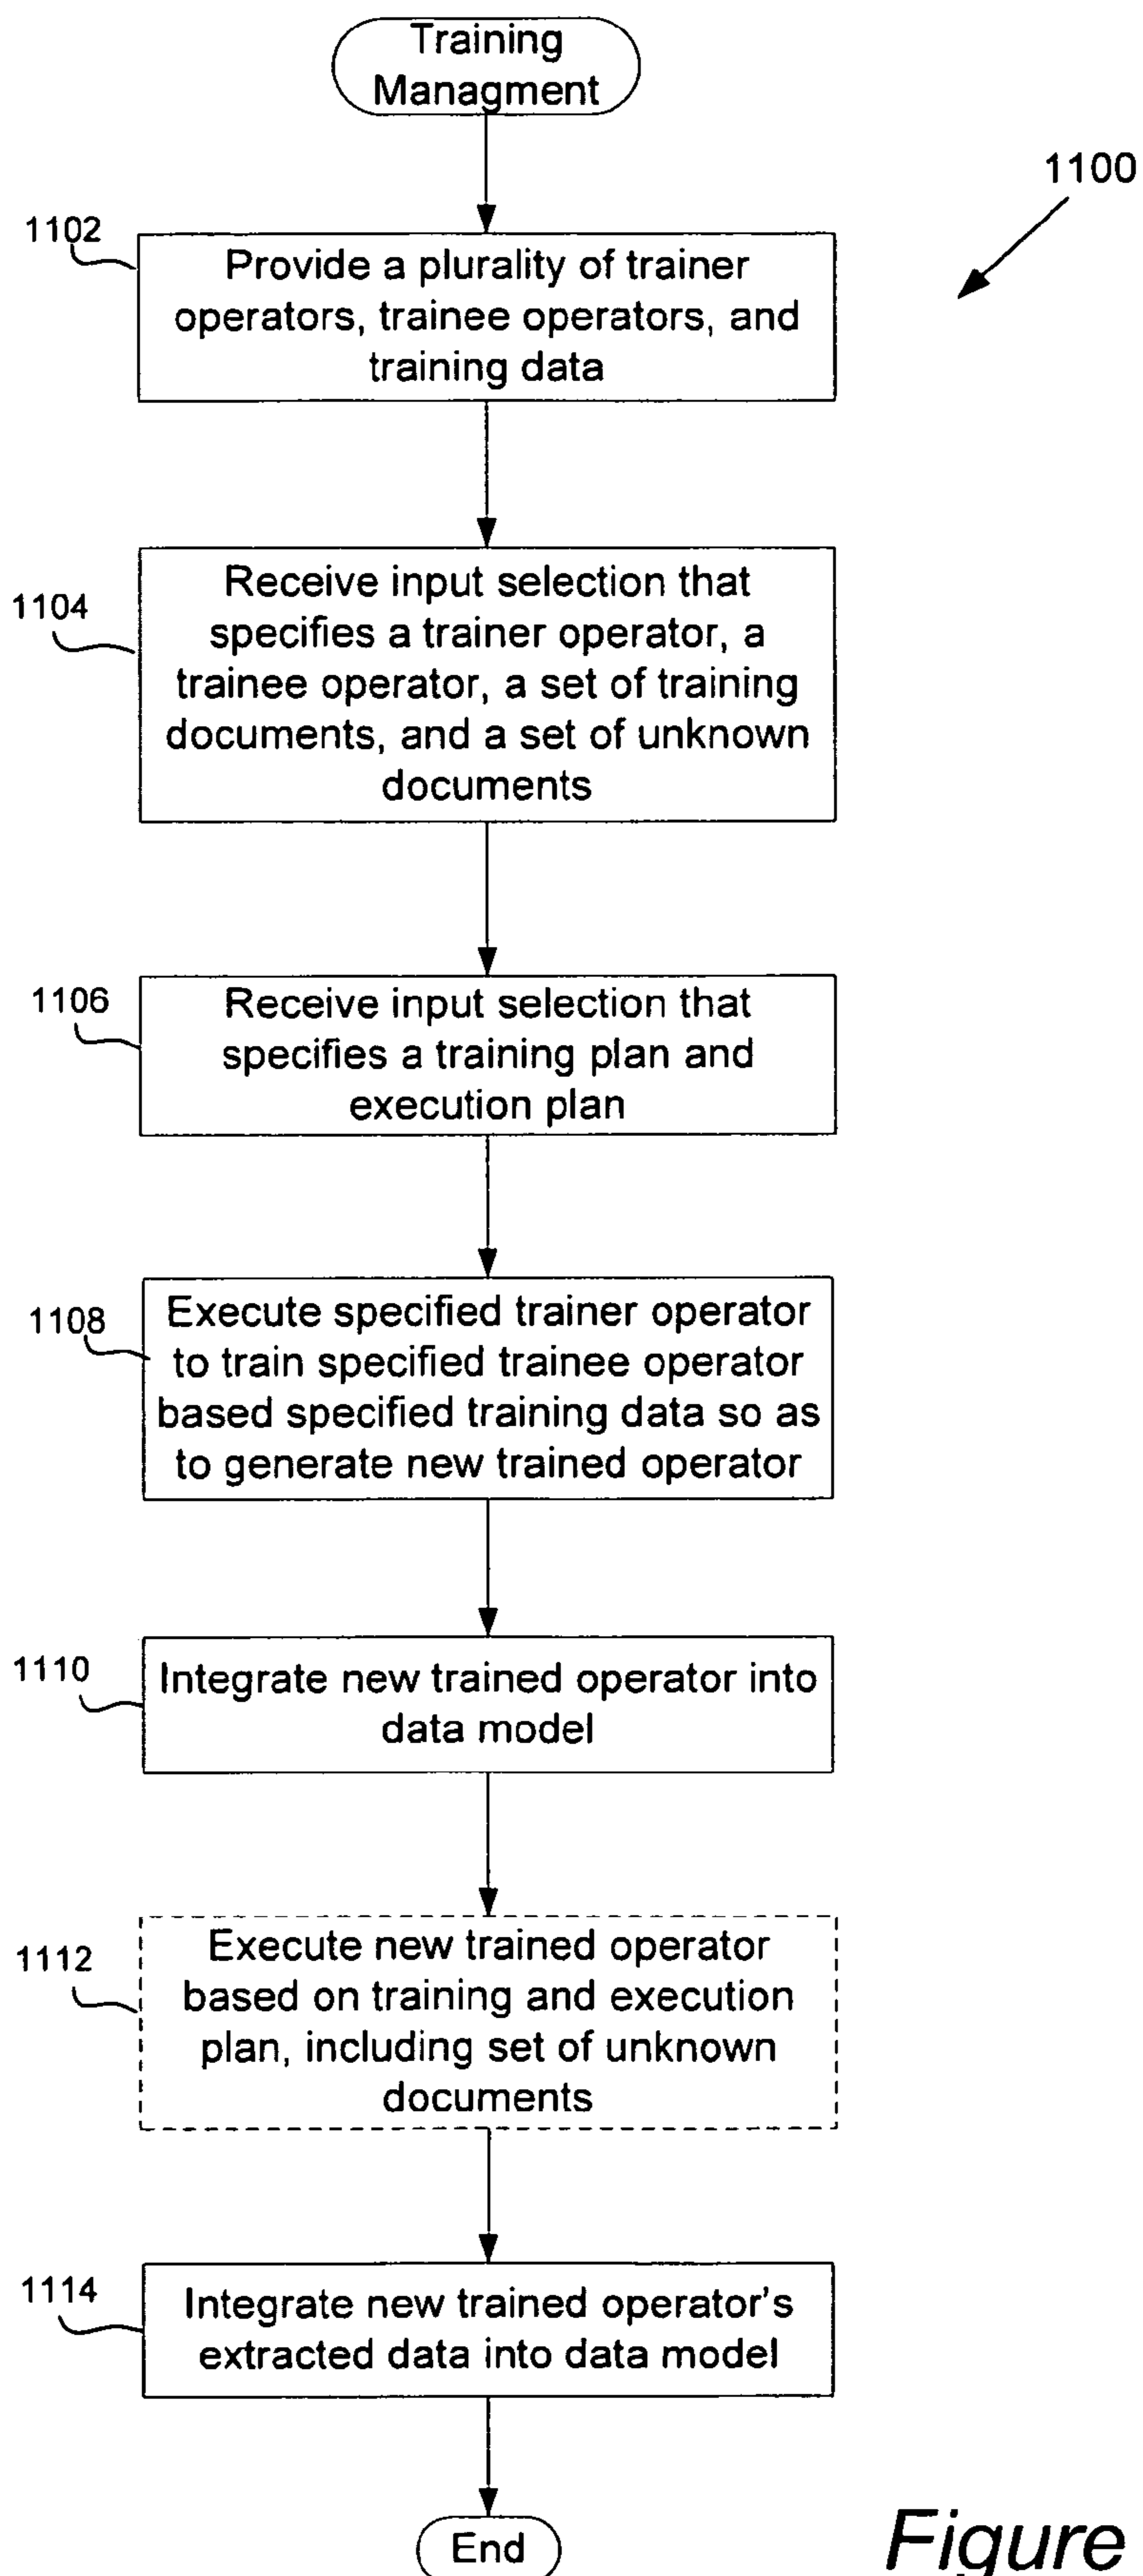 Training
Managment
1100
1102
Provide a plurality of trainer
operators, trainee operators, and
training data
1104
Receive input selection that
specifies a trainer operator, a
trainee operator, a set of training
documents, and a set of unknown
documents
1106
Receive input selection that
specifies a training plan and
execution plan
1108
Execute specified trainer operator
to train specified trainee operator
based specified training data so as
to generate new trained operator
1110
Integrate new trained operator into
data model
1112
Execute new trained operator
based on training and execution
plan, including set of unknown
documents
1114
Integrate new trained operator's
extracted data into data model
End
Figure